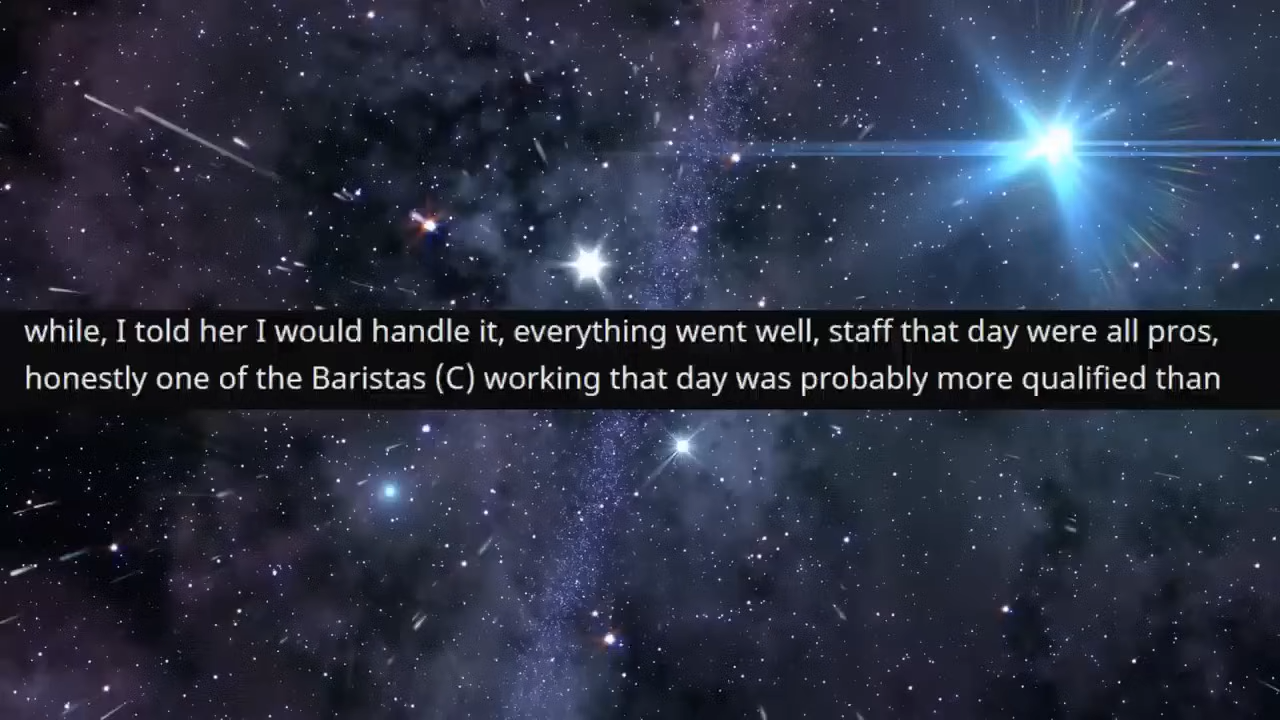 while, I told her I would handle it, everything went well, staff that day were all pros,
honestly one of the Baristas (C) working that day was probably more qualified than